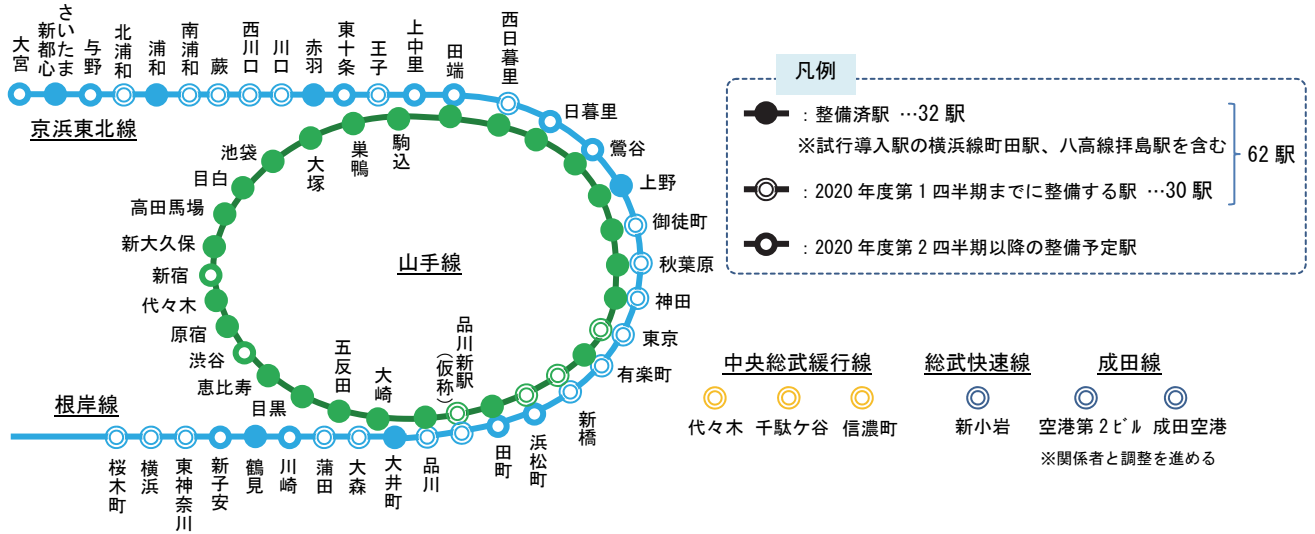 大宮
さいたま新都心
与野
北浦和
浦和
南浦和
蕨
西川口
川口
赤羽
東十条
王子
上中里
田端
西日暮里
日暮里
鶯谷
上野
御徒町
秋葉原
神田
東京
有楽町
新橋
浜松町
田町
品川新駅
(仮称)
品川
大井町
大森
蒲田
川崎
鶴見
新子安
東神奈川
横浜
桜木町
京浜東北線
根岸線
山手線
駒込
巣鴨
大塚
池袋
目白
高田馬場
新大久保
新宿
代々木
原宿
渋谷
恵比寿
目黒
五反田
大崎
凡例
:整備済駅 …32 駅
※試行導入駅の横浜線町田駅、八高線拝島駅を含む
:2020 年度第 1 四半期までに整備する駅 …30 駅
62 駅
:2020 年度第 2 四半期以降の整備予定駅
中央総武緩行線
代々木 千駄ケ谷 信濃町
総武快速線
新小岩
成田線
空港第 2 ビル 成田空港
※関係者と調整を進める